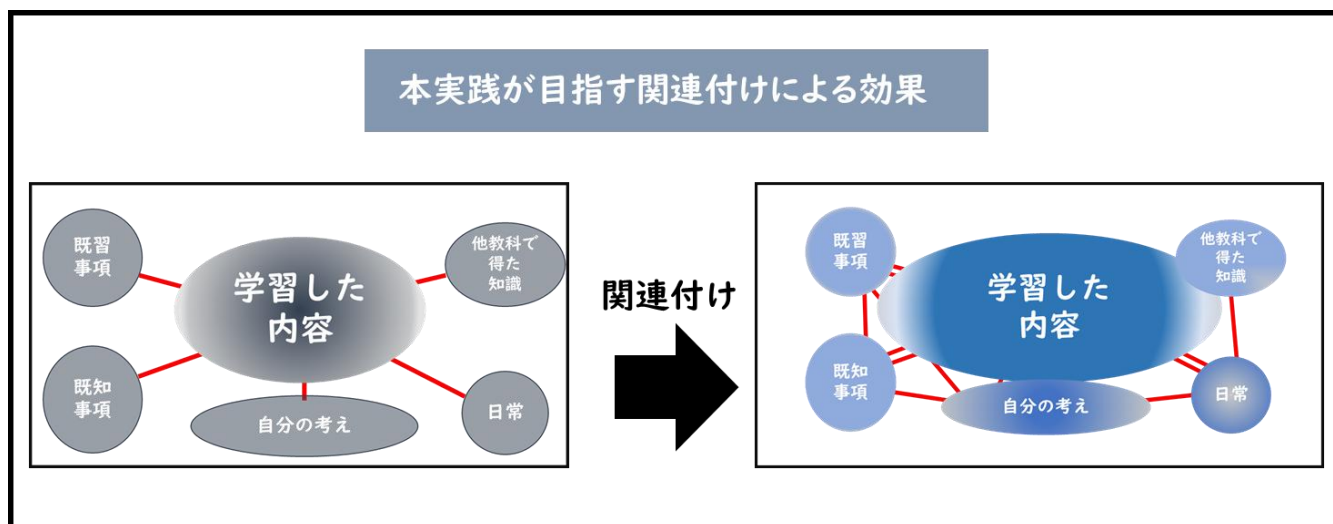 本実践が目指す関連付けによる効果
既習
事項
他教科で
得た
知識
学習した
内容
既知
事項
自分の考え
日常
関連付け
既習
事項
他教科で
得た
知識
学習した
内容
既知
事項
自分の考え
日常